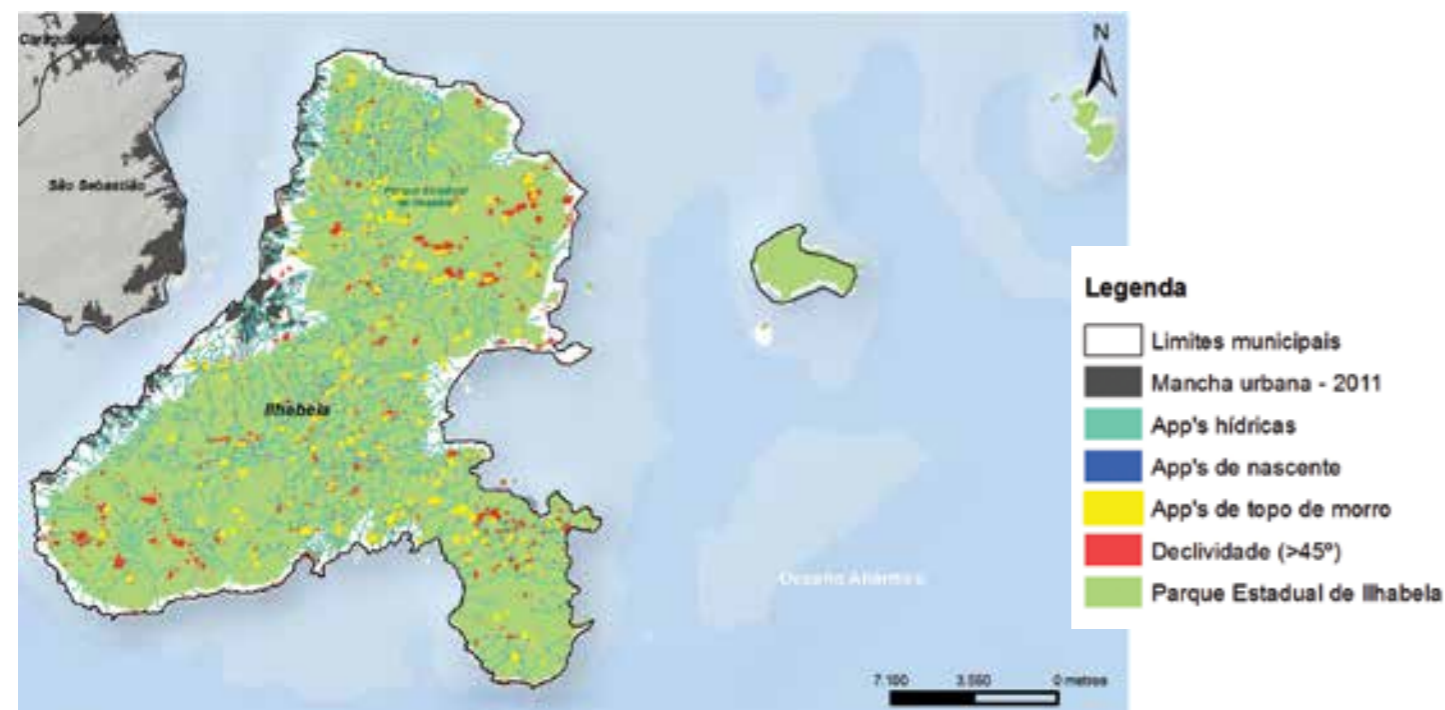 N
São Sebastião
Parque Estadual
de Ilhabela
Ilhabela
Oceano Atlântico
7.100 3.550 0 metros
Legenda
Limites municipais
Mancha urbana - 2011
App's hídricas
App's de nascente
App's de topo de morro
Declividade (>45º)
Parque Estadual de Ilhabela